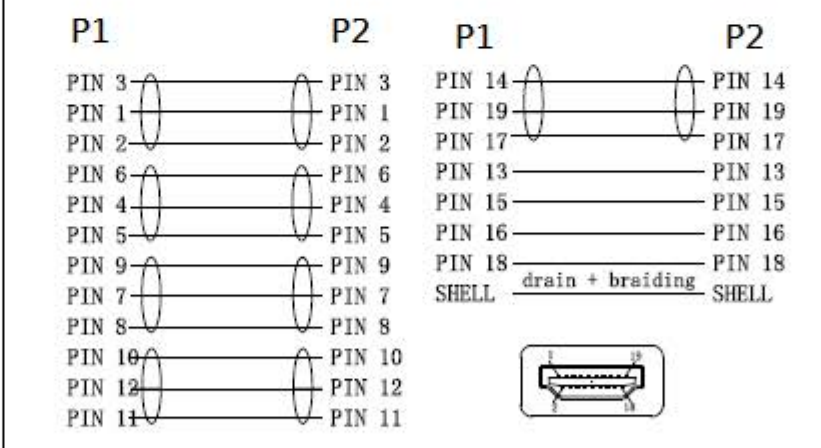 P1 P2
PIN 3 PIN 3
PIN 1 PIN 1
PIN 2 PIN 2
PIN 6 PIN 6
PIN 4 PIN 4
PIN 5 PIN 5
PIN 9 PIN 9
PIN 7 PIN 7
PIN 8 PIN 8
PIN 10 PIN 10
PIN 12 PIN 12
PIN 11 PIN 11
P1 P2
PIN 14 PIN 14
PIN 19 PIN 19
PIN 17 PIN 17
PIN 13 PIN 13
PIN 15 PIN 15
PIN 16 PIN 16
PIN 18 PIN 18
drain + braiding
SHELL SHELL
1 19
2 18